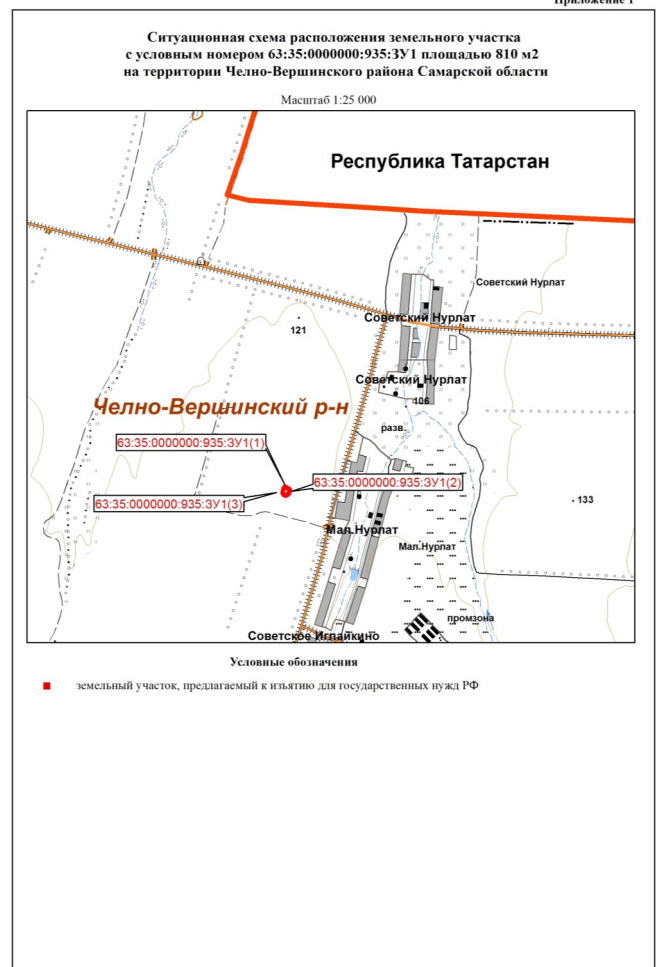 Приложение 1
Ситуационная схема расположения земельного участка
с условным номером 63:35:0000000:935:ЗУ1 площадью 810 м2
на территории Челно-Вершинского района Самарской области
Масштаб 1:25 000
Республика Татарстан
Советский Нурлат
Советский Нурлат
121
Советский Нурлат
106
Челно-Вершинский р-н
разв.
63:35:0000000:935:ЗУ1(1)
63:35:0000000:935:ЗУ1(2)
63:35:0000000:935:ЗУ1(3)
133
Мал.Нурлат
Мал.Нурлат
промзона
Советское Иглайкино
Условные обозначения
земельный участок, предлагаемый к изъятию для государственных нужд РФ